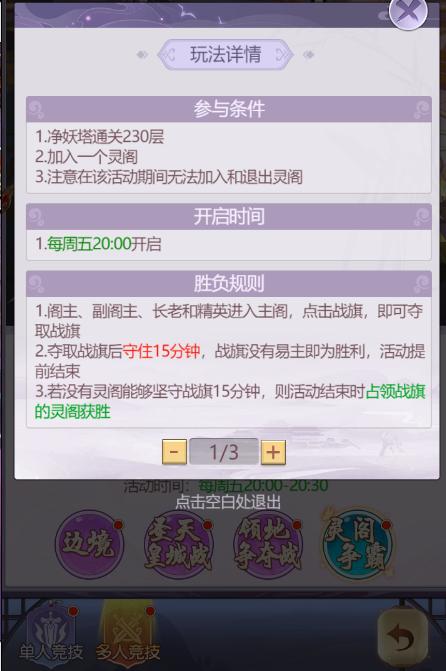 玩法详情
参与条件
1.净妖塔通关230层
2.加入一个灵阁
3.注意在该活动期间无法加入和退出灵阁
开启时间
1.每周五20:00开启
胜负规则
1.阁主、副阁主、长老和精英进入主阁，点击战旗，即可夺
取战旗
2.夺取战旗后守住15分钟，战旗没有易主即为胜利，活动提
前结束
3.若没有灵阁能够坚守战旗15分钟，则活动结束时占领战旗
的灵阁获胜
- 1/3 +
活动时间：每周五20:00-20:30
点击空白处退出
边境
圣天
皇城战
领地
争夺战
灵阁
争霸
单人竞技 多人竞技